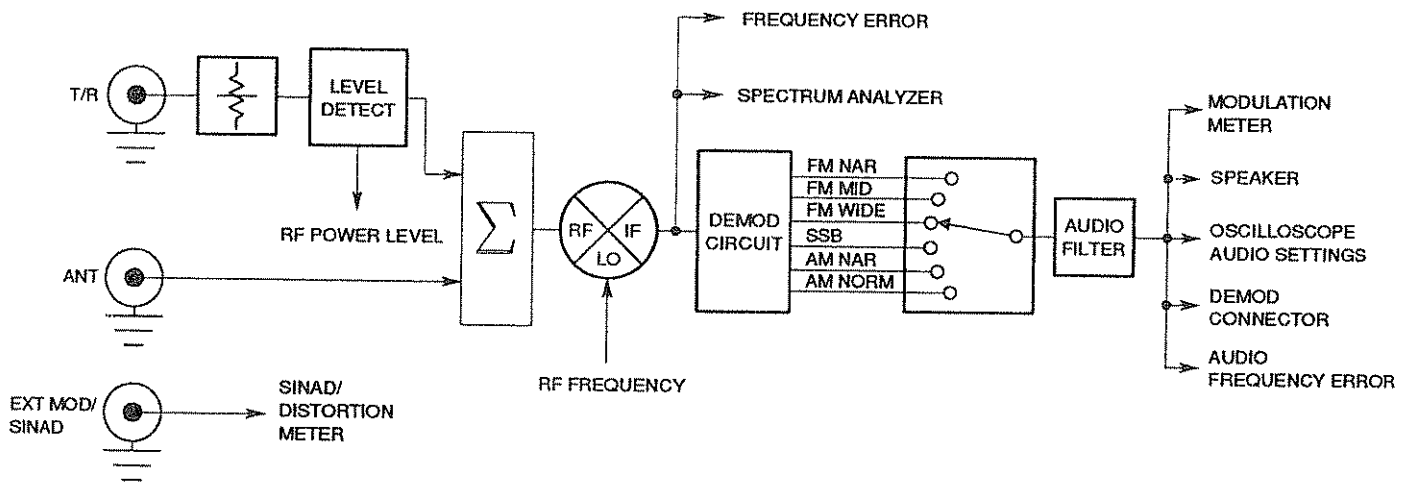 FREQUENCY ERROR
SPECTRUM ANALYZER
T/R
LEVEL
DETECT
RF POWER LEVEL
Σ
RF
IF
LO
RF FREQUENCY
ANT
DEMOD
CIRCUIT
FM NAR
FM MID
FM WIDE
SSB
AM NAR
AM NORM
AUDIO
FILTER
MODULATION
METER
SPEAKER
OSCILLOSCOPE
AUDIO SETTINGS
DEMOD
CONNECTOR
AUDIO
FREQUENCY ERROR
EXT MOD/
SINAD
SINAD/
DISTORTION
METER